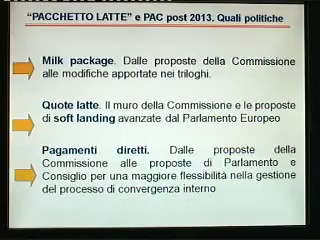 “PACCHETTO LATTE” e PAC post 2013. Quali politiche
Milk package. Dalle proposte della Commissione
alle modifiche apportate nei triloghi.
Quote latte. Il muro della Commissione e le proposte
di soft landing avanzate dal Parlamento Europeo
Pagamenti diretti. Dalle proposte della
Commissione alle proposte di Parlamento e
Consiglio per una maggiore flessibilità nella gestione
del processo di convergenza interno